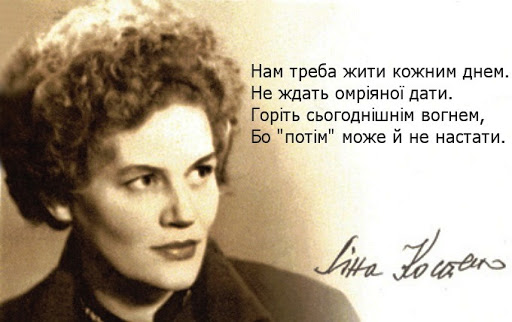 Нам треба жити кожним днем.
Не ждать омріяної дати.
Горіть сьогоднішнім вогнем,
Бо "потім" може й не настати.
Ліна Костенко